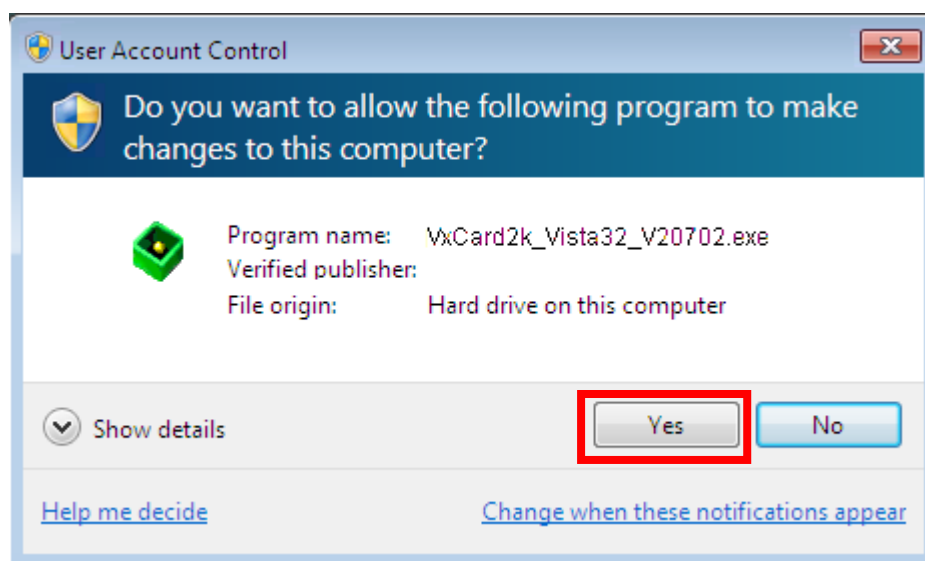 User Account Control
Do you want to allow the following program to make
changes to this computer?
Program name: VxCard2k_Vista32_V20702.exe
Verified publisher:
File origin: Hard drive on this computer
Show details
Yes
No
Help me decide
Change when these notifications appear